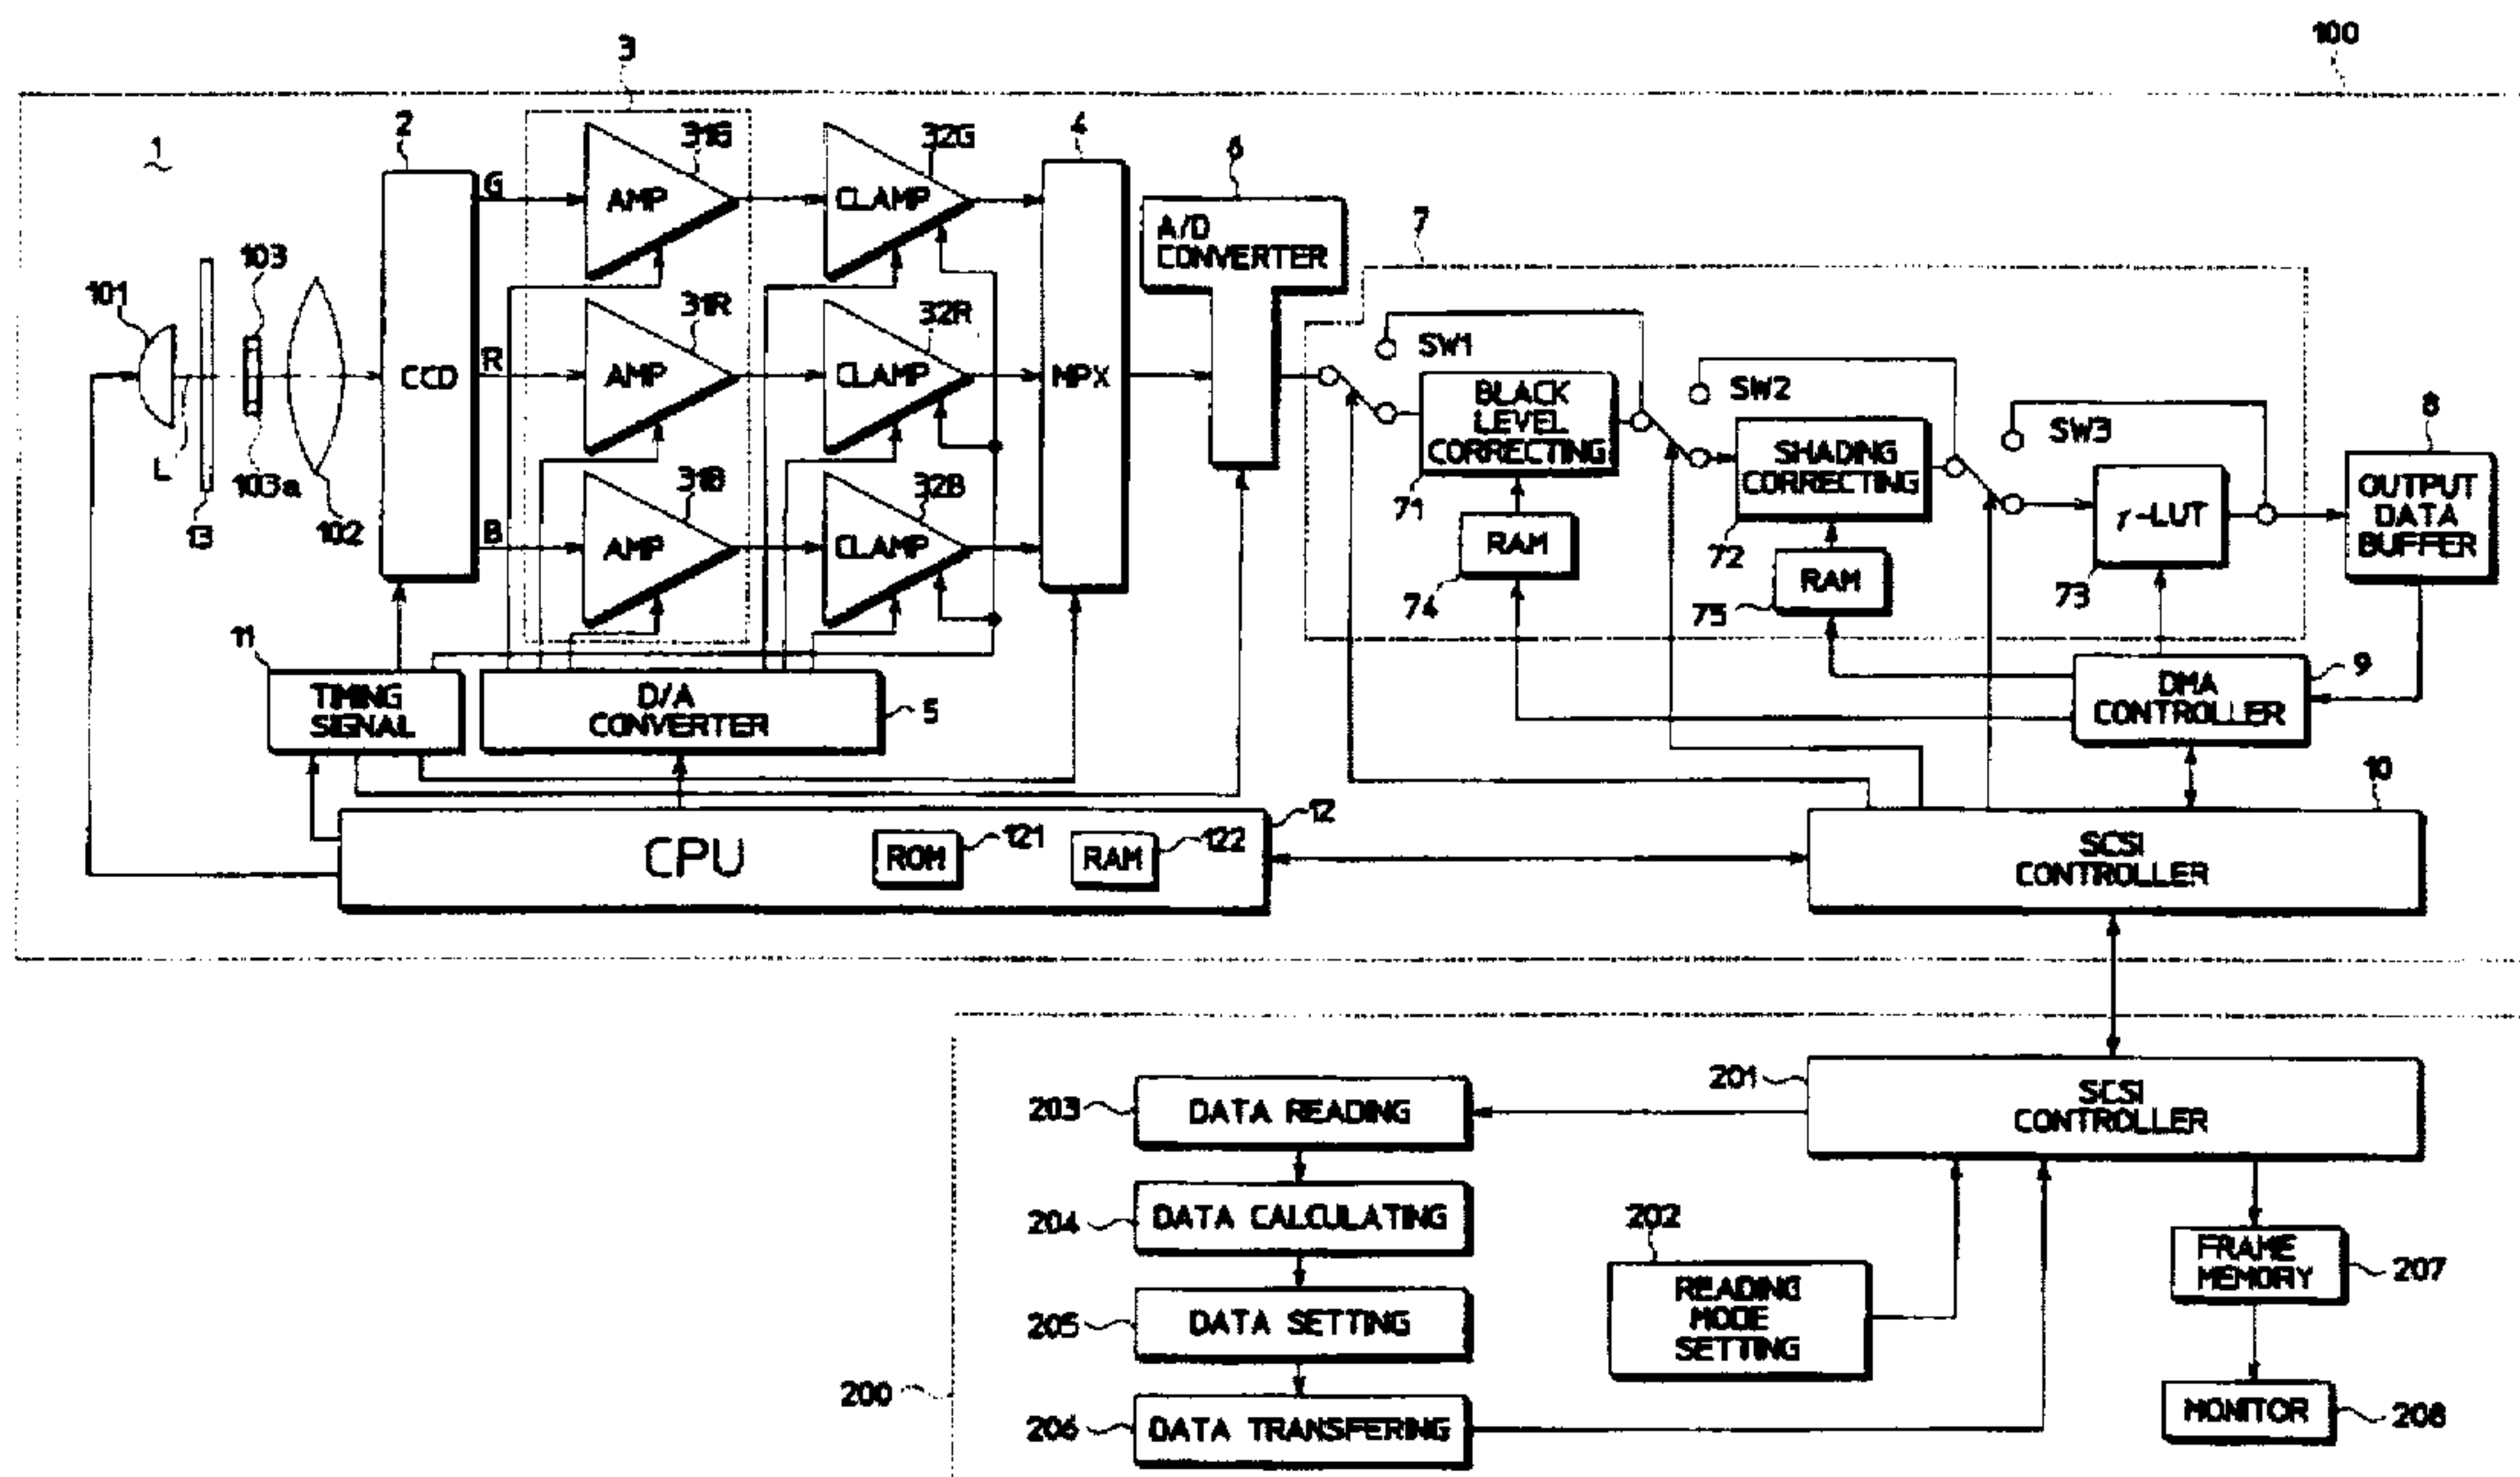 100
3
1
2
31G
32G
4
6
G
AMP
CLAMP
A/D
CONVERTER
7
103
101
31R
32R
SW1
R
CCD
AMP
CLAMP
MPX
BLACK
LEVEL
CORRECTING
SW2
SW3
8
L
103a
13
102
31B
32B
71
SHADING
CORRECTING
γ-LUT
OUTPUT
DATA
BUFFER
B
AMP
CLAMP
RAM
72
RAM
74
75
73
11
TIMING
SIGNAL
D/A
CONVERTER
5
DMA
CONTROLLER
9
10
12
CPU
ROM
121
RAM
122
SCSI
CONTROLLER
201
SCSI
CONTROLLER
203
DATA READING
204
DATA CALCULATING
202
READING
MODE
SETTING
FRAME
MEMORY
207
205
DATA SETTING
200
206
DATA TRANSFERING
MONITOR
208